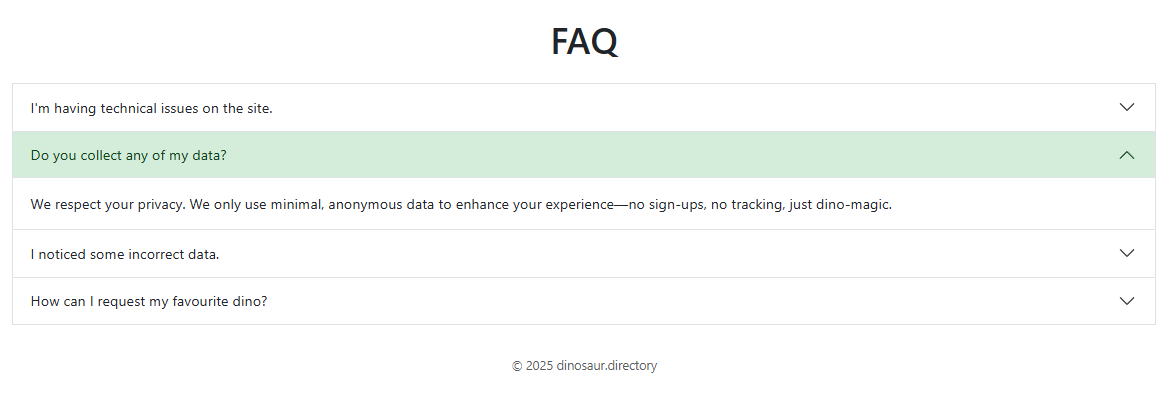 FAQ
I'm having technical issues on the site.
Do you collect any of my data?
We respect your privacy. We only use minimal, anonymous data to enhance your experience—no sign-ups, no tracking, just dino-magic.
I noticed some incorrect data.
How can I request my favourite dino?
© 2025 dinosaur.directory